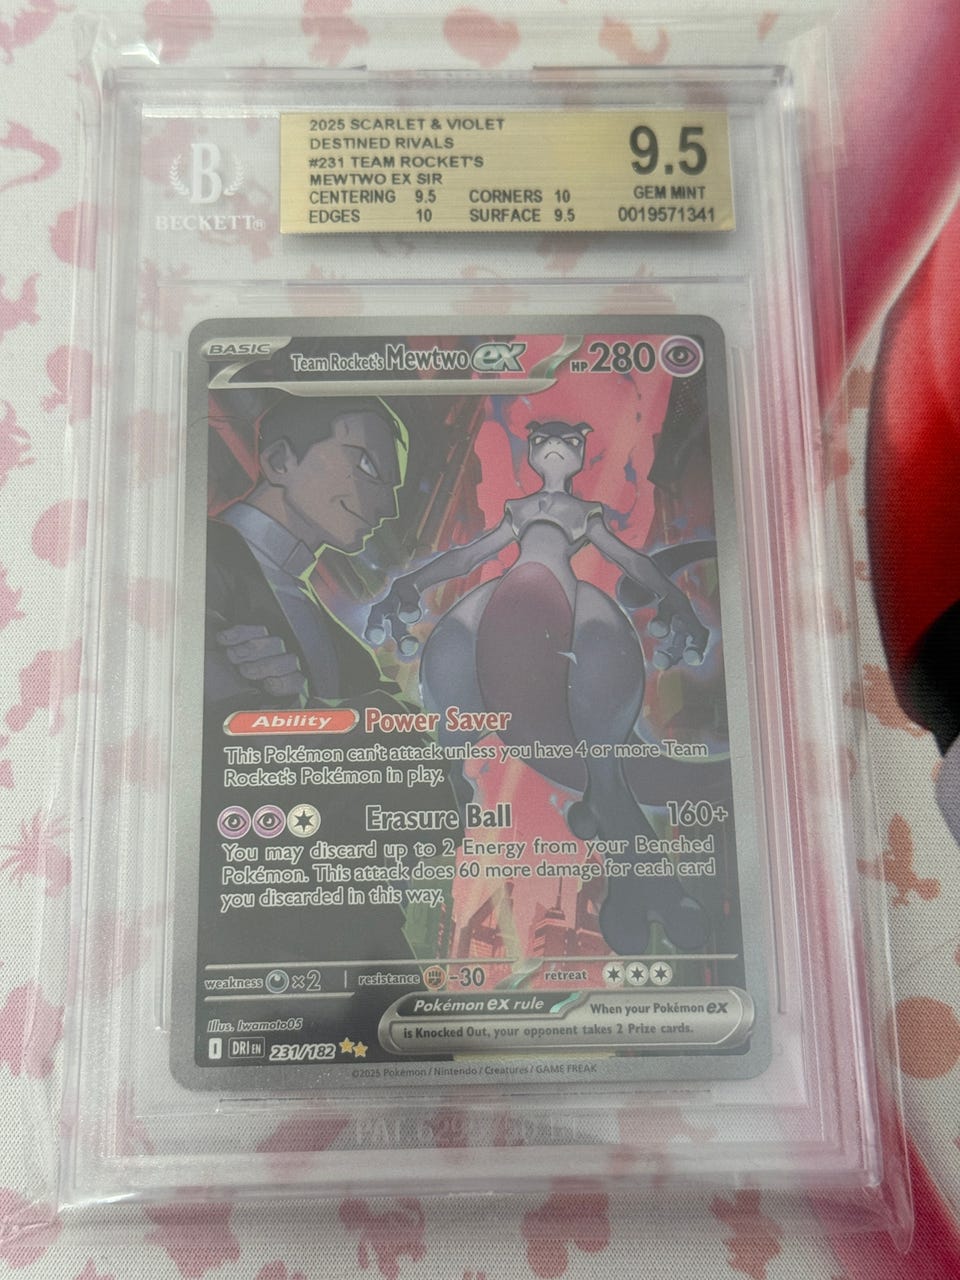 2025 SCARLET & VIOLET
DESTINED RIVALS
#231 TEAM ROCKET'S
MEWTWO EX SIR
CENTERING 9.5 CORNERS 10
EDGES 10 SURFACE 9.5
9.5
GEM MINT
0019571341
B
BECKETT®
BASIC Team Rocket's Mewtwo ex HP 280
Ability Power Saver
This Pokémon can't attack unless you have 4 or more Team
Rocket's Pokémon in play.
Erasure Ball 160+
You may discard up to 2 Energy from your Benched
Pokémon. This attack does 60 more damage for each card
you discarded in this way.
weakness ×2 resistance -30 retreat
Pokémon ex rule When your Pokémon ex
is Knocked Out, your opponent takes 2 Prize cards.
Illus. Iwamoto05
I DRI EN 231/182
©2025 Pokémon / Nintendo / Creatures / GAME FREAK